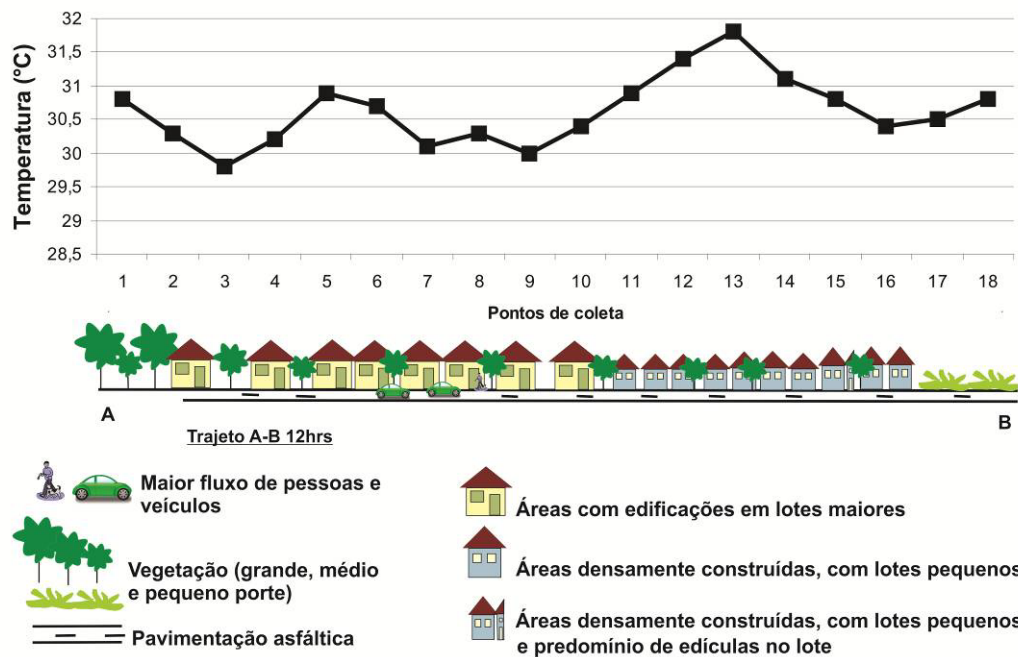 Temperatura (°C)
32
31,5
31
30,5
30
29,5
29
28,5
1 2 3 4 5 6 7 8 9 10 11 12 13 14 15 16 17 18
Pontos de coleta
A
B
Trajeto A-B 12hrs
Maior fluxo de pessoas e
veículos
Vegetação (grande, médio
e pequeno porte)
Pavimentação asfáltica
Áreas com edificações em lotes maiores
Áreas densamente construídas, com lotes pequenos
Áreas densamente construídas, com lotes pequenos
e predomínio de edículas no lote